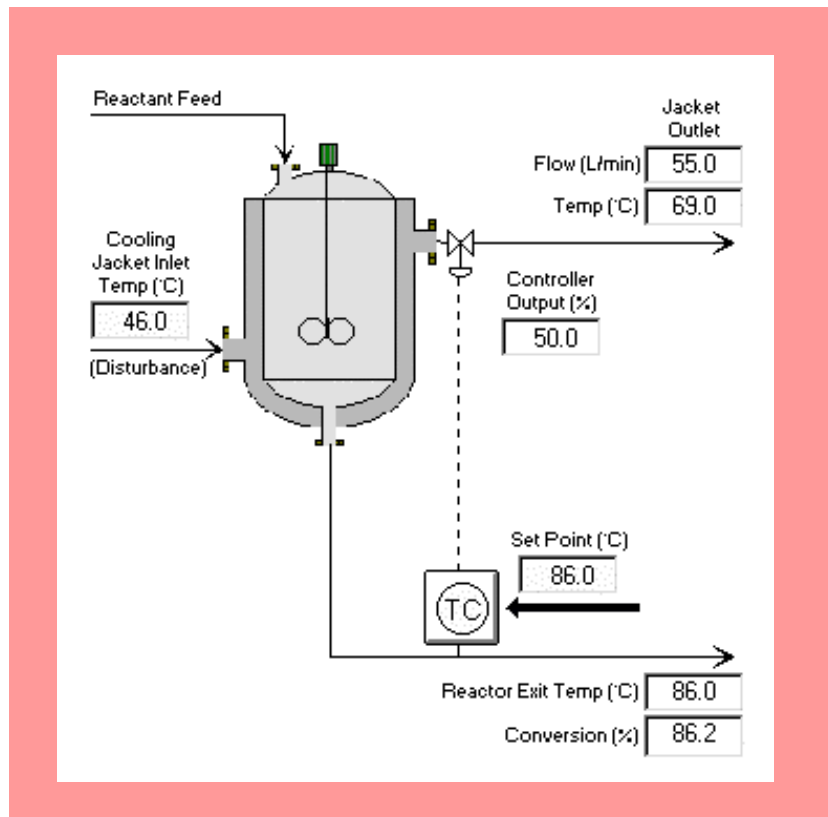 Reactant Feed
Jacket
Outlet
Flow (L/min) 55.0
Temp (°C) 69.0
Cooling
Jacket Inlet
Temp (°C)
46.0
(Disturbance)
Controller
Output (%)
50.0
Set Point (°C)
86.0
TC
Reactor Exit Temp (°C) 86.0
Conversion (%) 86.2